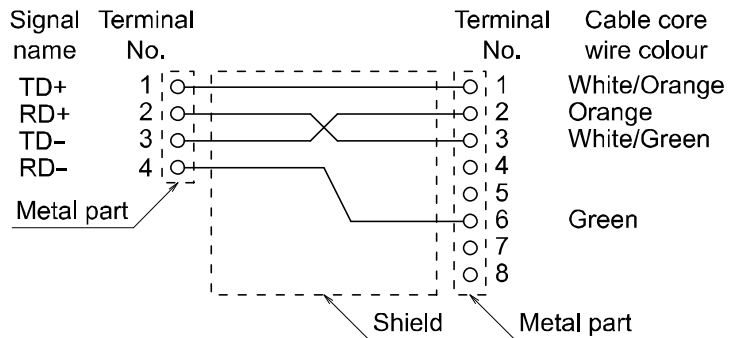 Signal name
Terminal No.
Terminal No.
Cable core wire colour
TD+ 1 1 White/Orange
RD+ 2 2 Orange
TD− 3 3 White/Green
RD− 4 4
5
Metal part
6 Green
7
8
Shield
Metal part